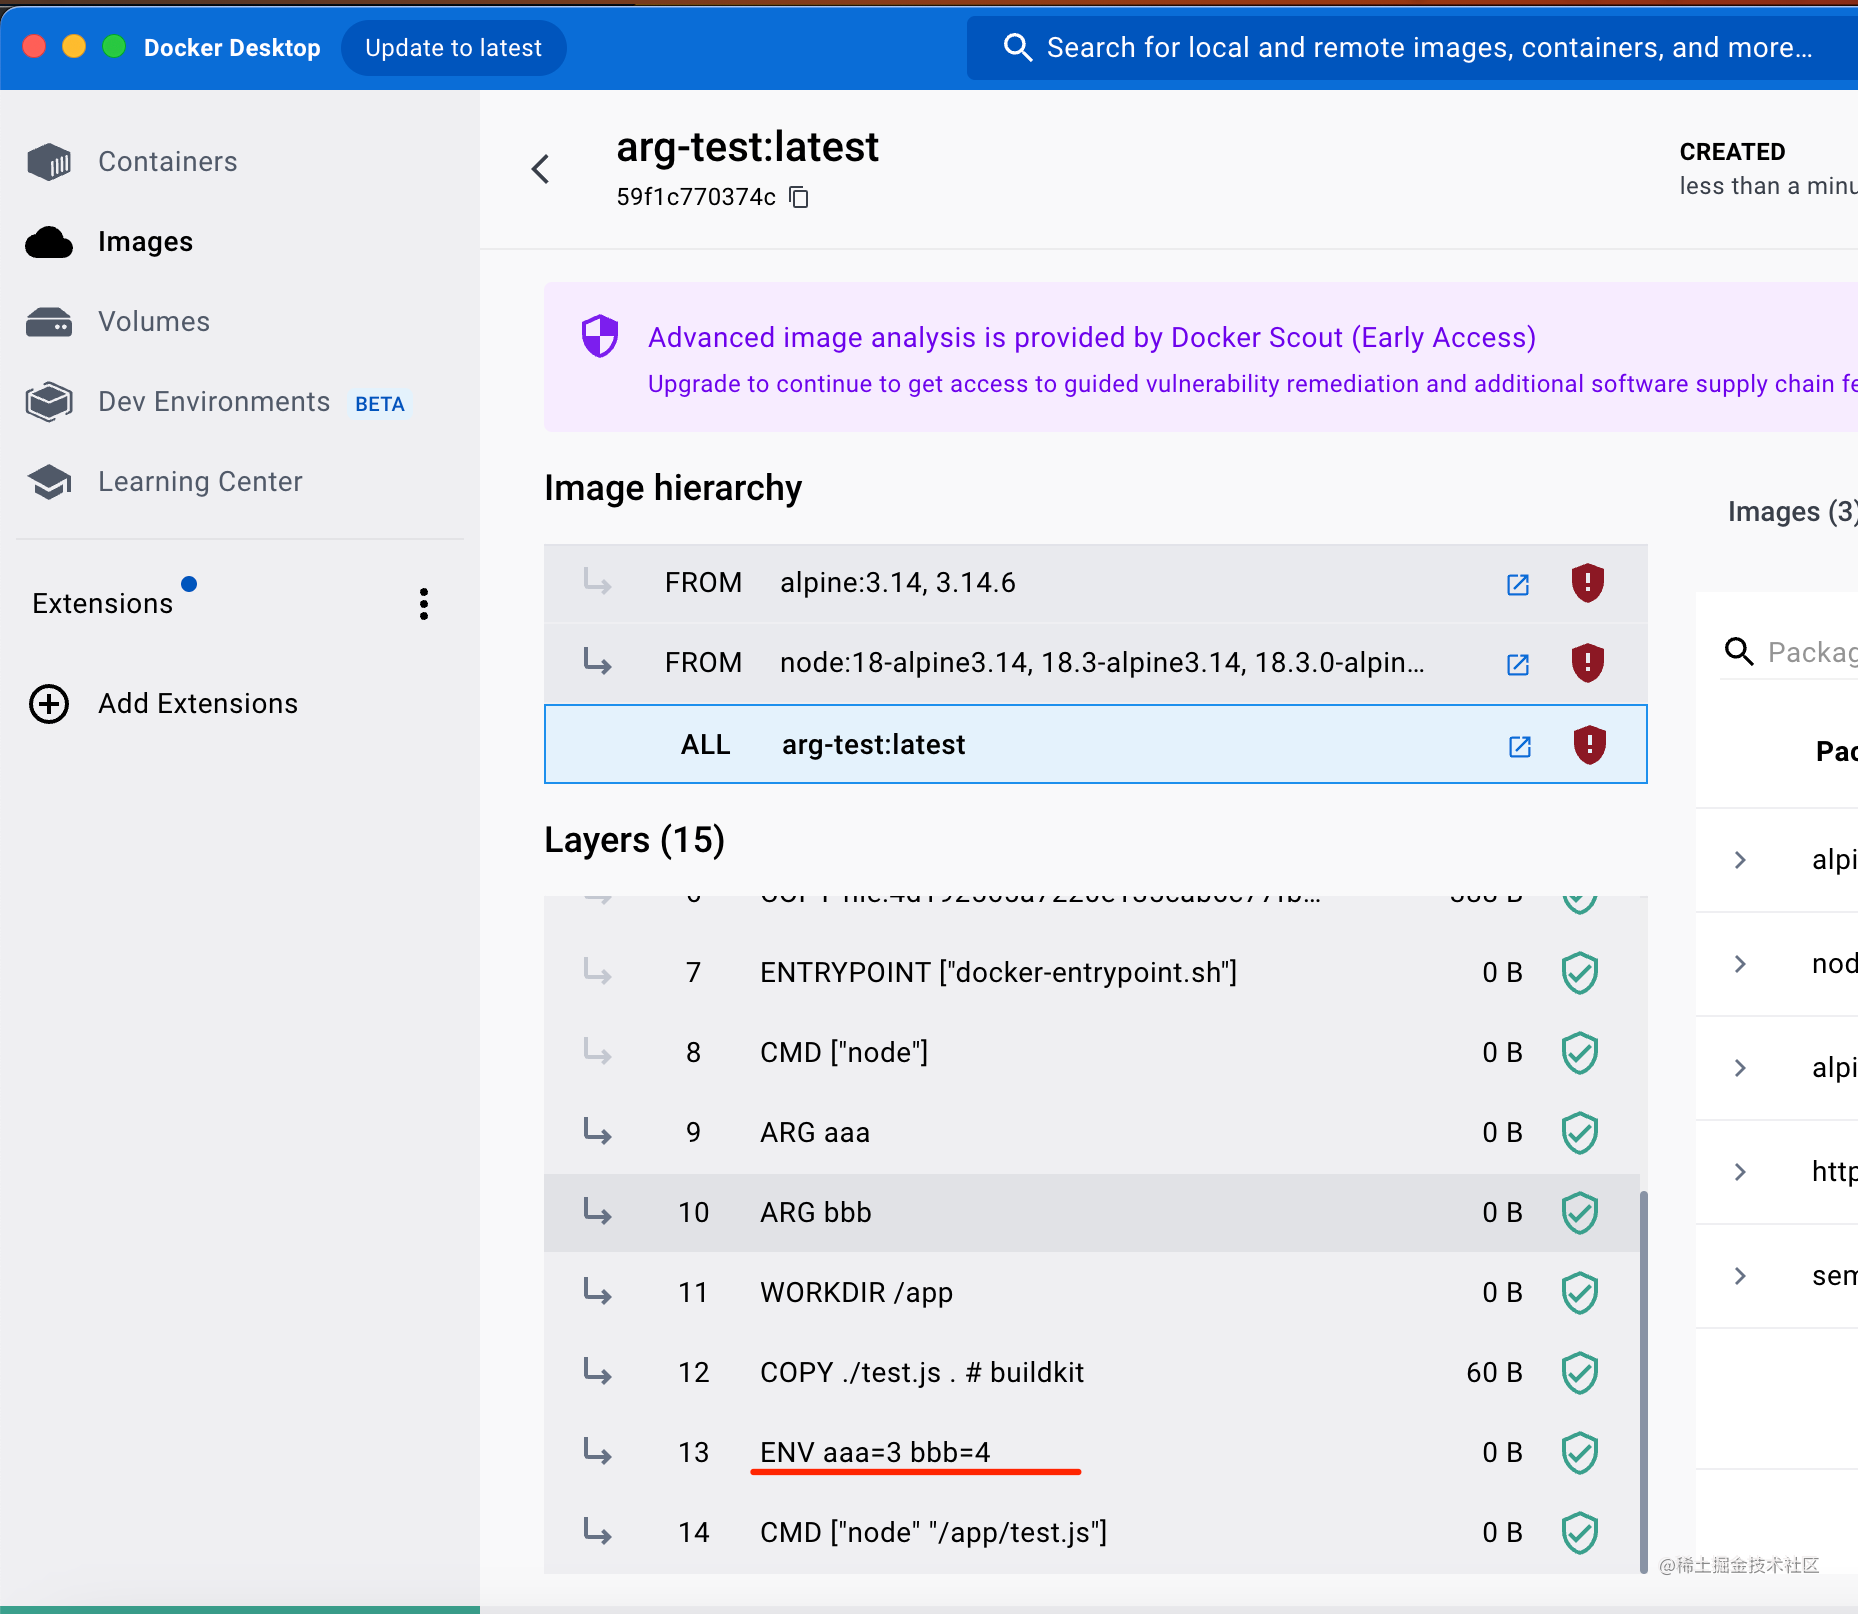 Docker Desktop
Update to latest
Search for local and remote images, containers, and more...
Containers
Images
Volumes
Dev Environments BETA
Learning Center
Extensions
Add Extensions
arg-test:latest
59f1c770374c
CREATED
less than a minu
Advanced image analysis is provided by Docker Scout (Early Access)
Upgrade to continue to get access to guided vulnerability remediation and additional software supply chain fe
Image hierarchy
FROM alpine:3.14, 3.14.6
FROM node:18-alpine3.14, 18.3-alpine3.14, 18.3.0-alpin...
ALL arg-test:latest
Layers (15)
7 ENTRYPOINT ["docker-entrypoint.sh"] 0 B
8 CMD ["node"] 0 B
9 ARG aaa 0 B
10 ARG bbb 0 B
11 WORKDIR /app 0 B
12 COPY ./test.js . # buildkit 60 B
13 ENV aaa=3 bbb=4 0 B
14 CMD ["node" "/app/test.js"] 0 B
Images (3)
Packag
Pac
alpi
nod
alpi
http
sem
@稀土掘金技术社区